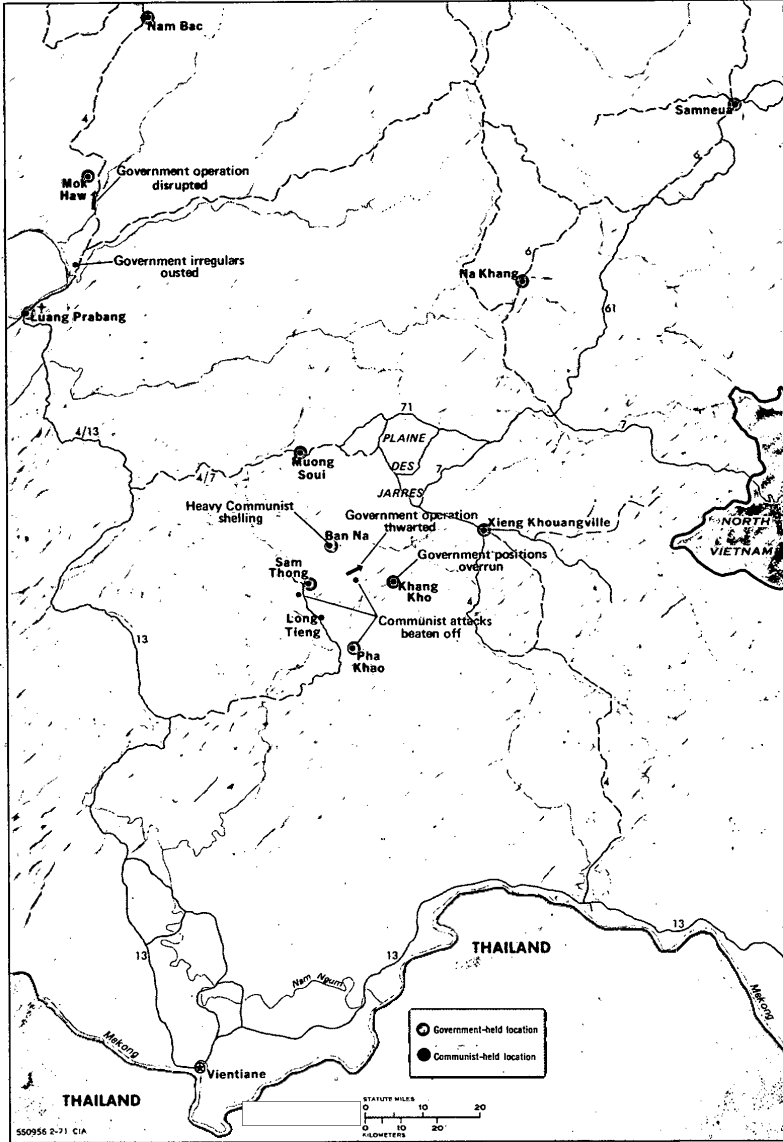 Nam Bac
Samneua
4
6
Mok
Haw
Government operation
disrupted
Government irregulars
ousted
6
Na Khang
Luang Prabang
61
71
4/13
PLAINE
DES
JARRES
7
7
Muong
Soui
4/7
Heavy Communist
shelling
Government operation
thwarted
Ban Na
Xieng Khouangville
NORTH
VIETNAM
Sam
Thong
Government positions
overrun
Khang
Kho
4
Long
Tieng
Communist attacks
beaten off
13
Pha
Khao
4
13
THAILAND
13
13
Nam Ngum
Mekong
Mekong
Government-held location
Communist-held location
Vientiane
THAILAND
STATUTE MILES
0 10 20
0 10 20
KILOMETERS
550956 2-71 CIA